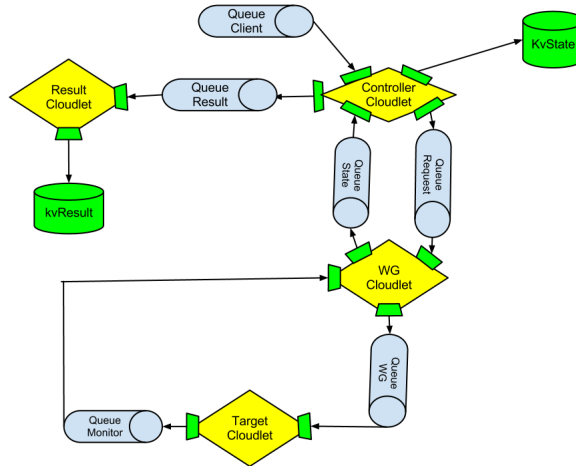 Queue
Client
KvState
Result
Cloudlet
Queue
Result
Controller
Cloudlet
Queue
State
Queue
Request
kvResult
WG
Cloudlet
Queue
WG
Queue
Monitor
Target
Cloudlet